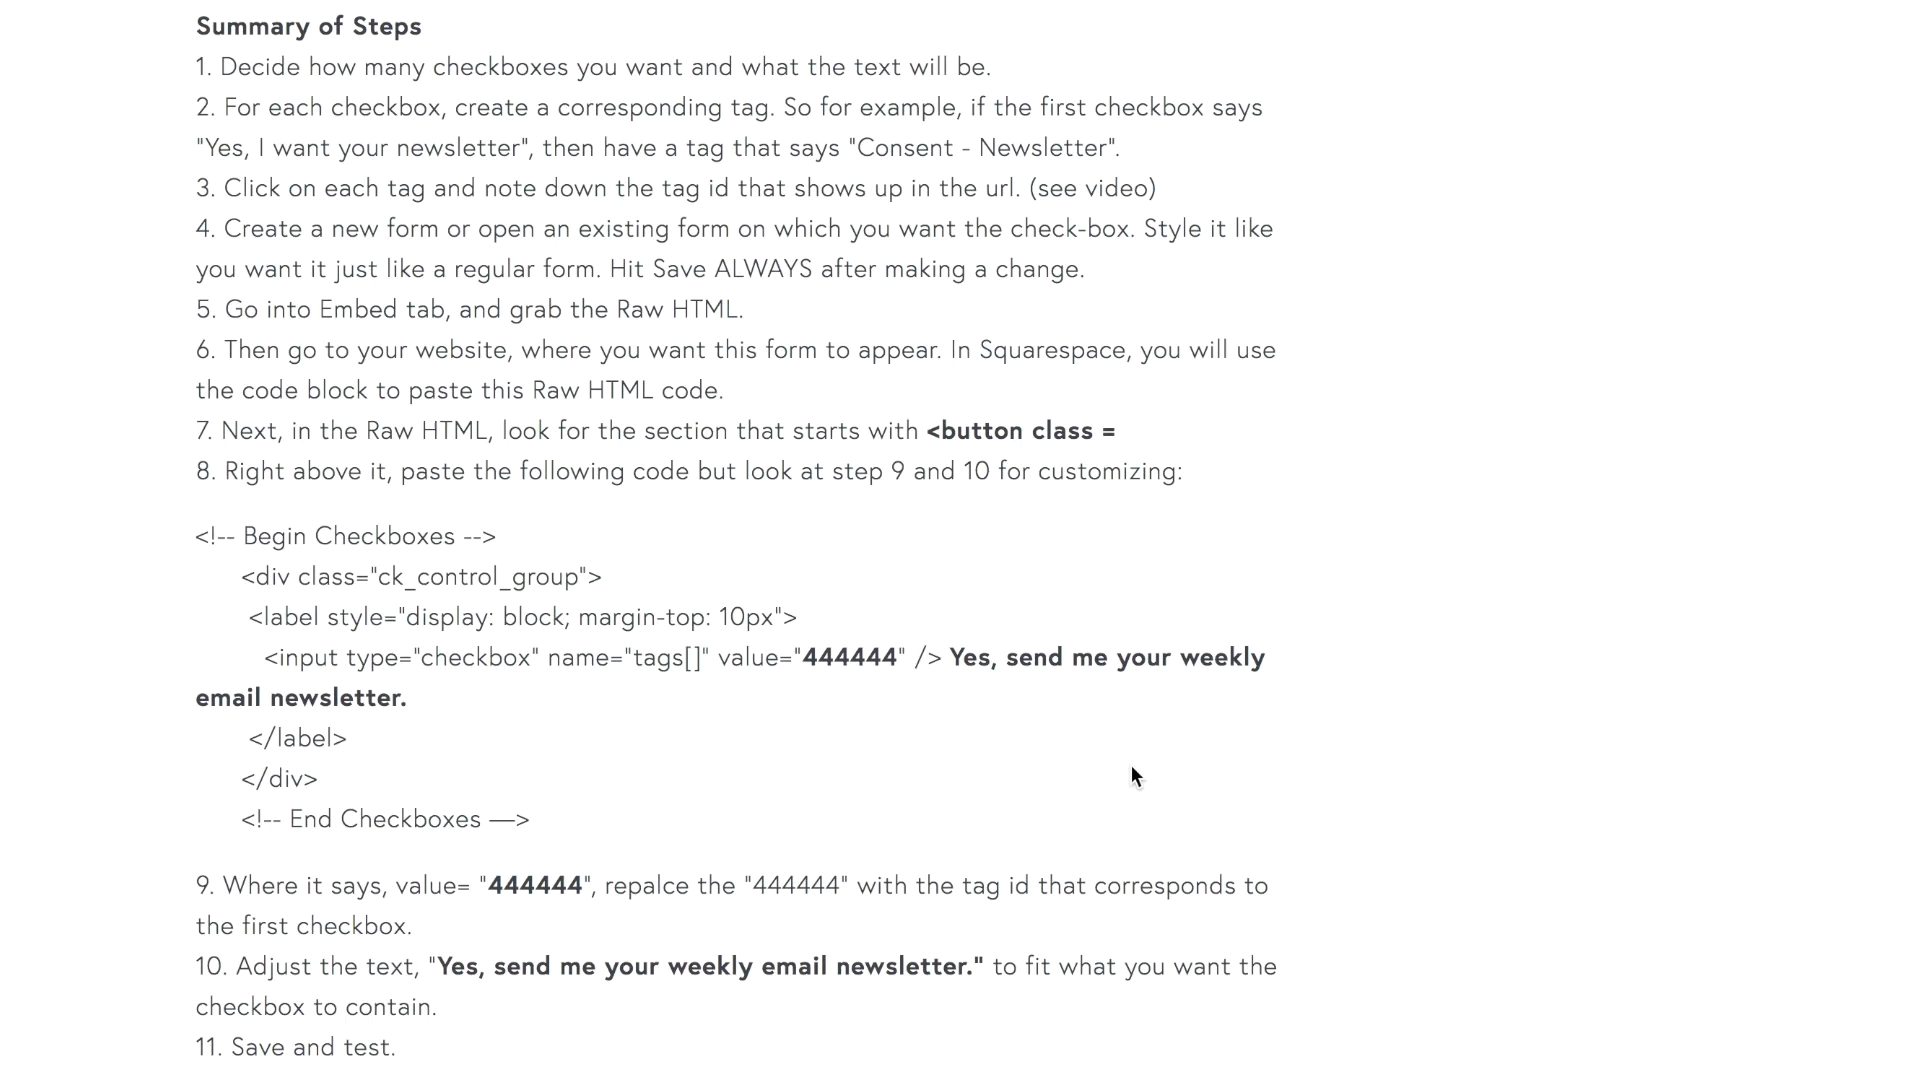 Summary of Steps
1. Decide how many checkboxes you want and what the text will be.
2. For each checkbox, create a corresponding tag. So for example, if the first checkbox says
"Yes, I want your newsletter", then have a tag that says "Consent - Newsletter".
3. Click on each tag and note down the tag id that shows up in the url. (see video)
4. Create a new form or open an existing form on which you want the check-box. Style it like
you want it just like a regular form. Hit Save ALWAYS after making a change.
5. Go into Embed tab, and grab the Raw HTML.
6. Then go to your website, where you want this form to appear. In Squarespace, you will use
the code block to paste this Raw HTML code.
7. Next, in the Raw HTML, look for the section that starts with <button class =
8. Right above it, paste the following code but look at step 9 and 10 for customizing:
<!-- Begin Checkboxes -->
<div class="ck_control_group">
<label style="display: block; margin-top: 10px">
<input type="checkbox" name="tags[]" value="444444" /> Yes, send me your weekly
email newsletter.
</label>
</div>
<!-- End Checkboxes —>
9. Where it says, value= "444444", repalce the "444444" with the tag id that corresponds to
the first checkbox.
10. Adjust the text, "Yes, send me your weekly email newsletter." to fit what you want the
checkbox to contain.
11. Save and test.